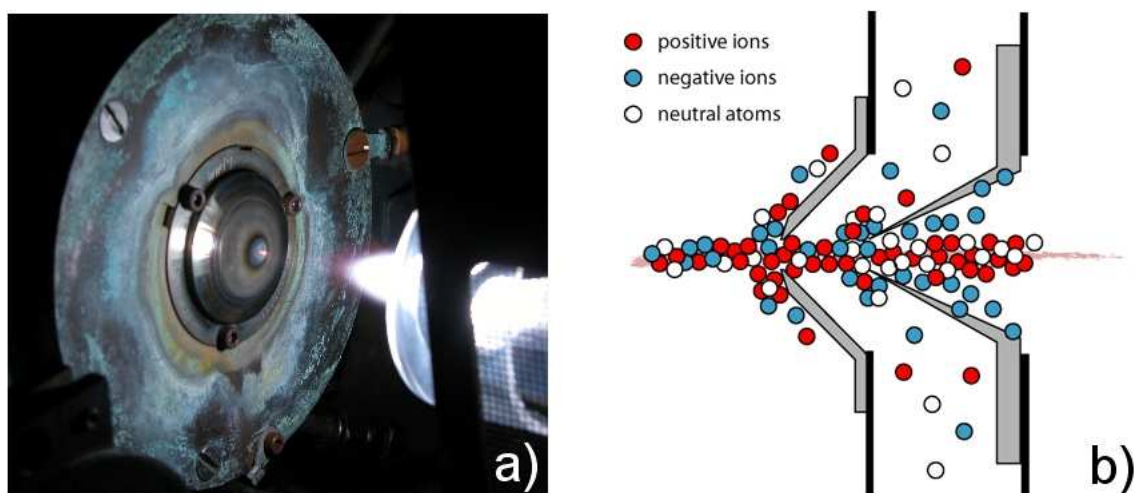 positive ions
negative ions
neutral atoms
a)
b)